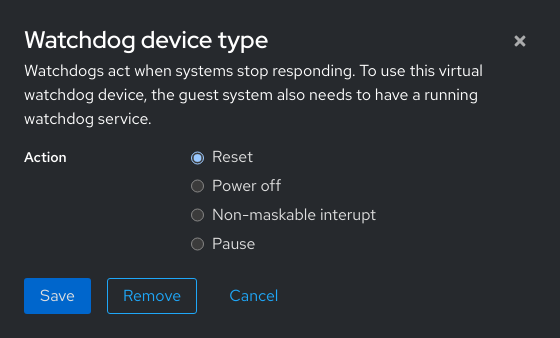 Watchdog device type
Watchdogs act when systems stop responding. To use this virtual
watchdog device, the guest system also needs to have a running
watchdog service.
Action
Reset
Power off
Non-maskable interupt
Pause
Save Remove Cancel